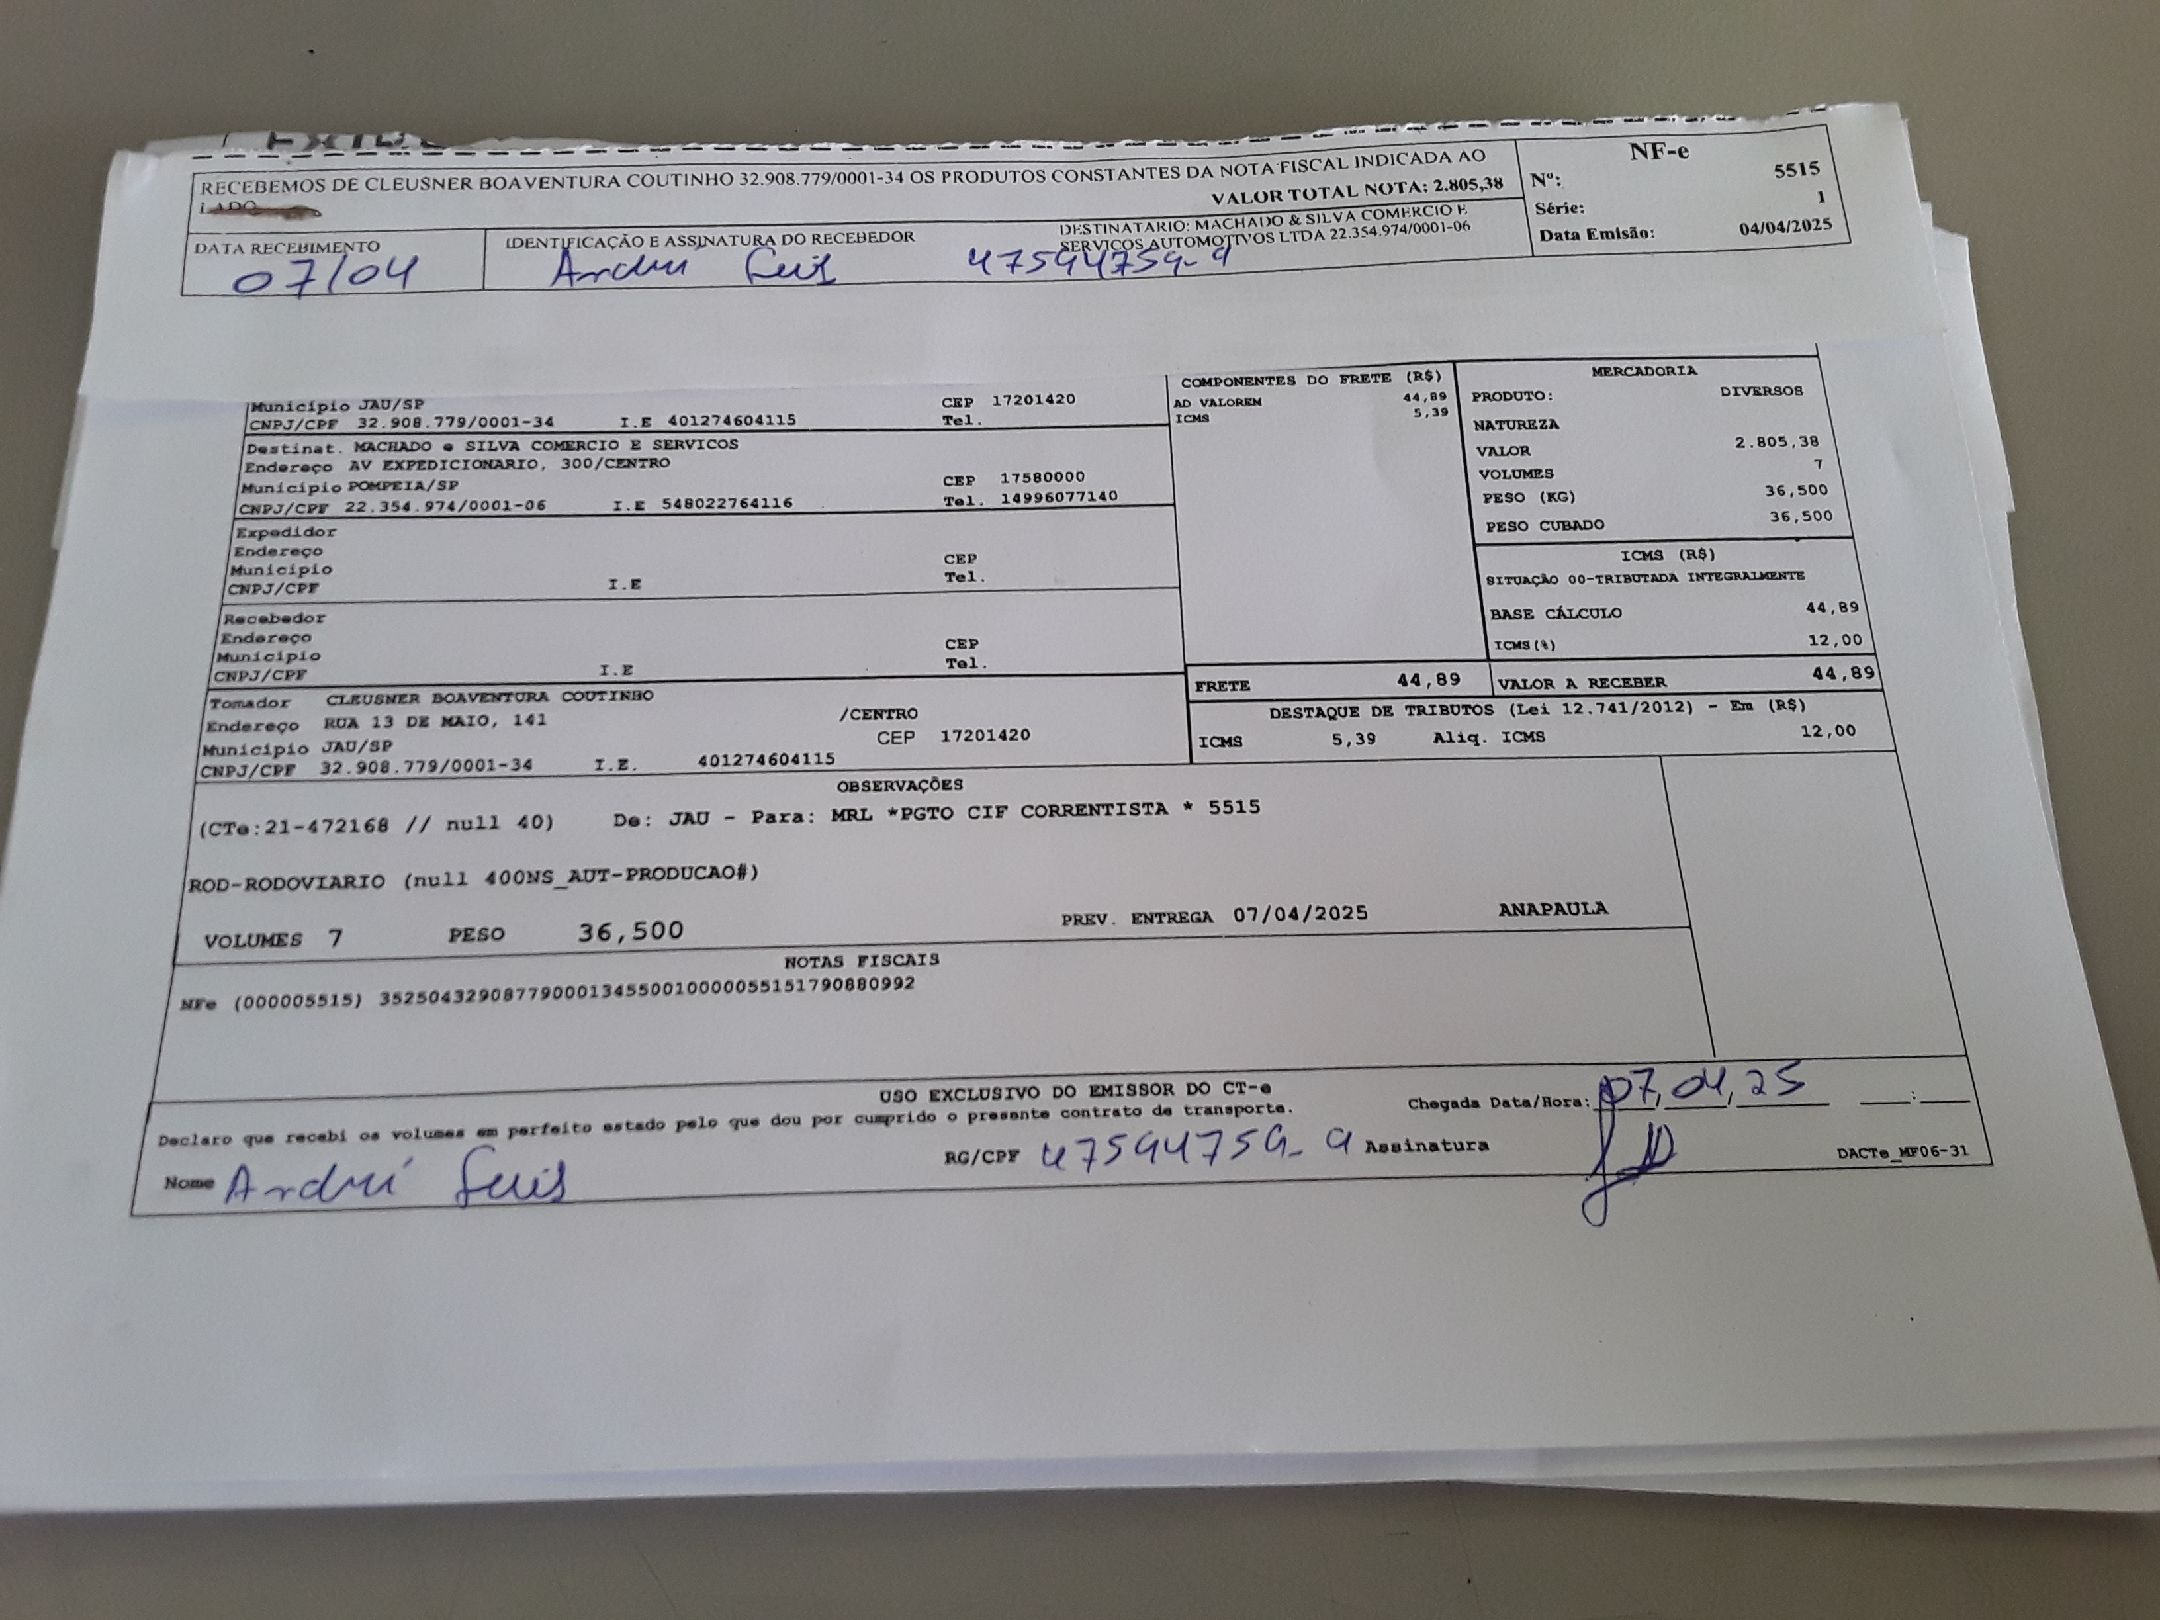 RECEBEMOS DE CLEUSNER BOAVENTURA COUTINHO 32.908.779/0001-34 OS PRODUTOS CONSTANTES DA NOTA FISCAL INDICADA AO
LADO
VALOR TOTAL NOTA: 2.805,38
DESTINATARIO: MACHADO & SILVA COMERCIO E
SERVICOS AUTOMOTIVOS LTDA 22.354.974/0001-06
NF-e
Nº: 5515
Série: 1
Data Emisão: 04/04/2025
DATA RECEBIMENTO
07/04
IDENTIFICAÇÃO E ASSINATURA DO RECEBEDOR
André Luis 47594759-9
Município JAU/SP CEP 17201420
CNPJ/CPF 32.908.779/0001-34 I.E 401274604115 Tel.
Destinat. MACHADO e SILVA COMERCIO E SERVICOS
Endereço AV EXPEDICIONARIO, 300/CENTRO
Município POMPEIA/SP CEP 17580000
CNPJ/CPF 22.354.974/0001-06 I.E 548022764116 Tel. 14996077140
Expedidor
Endereço
Município CEP
CNPJ/CPF I.E Tel.
Recebedor
Endereço
Município CEP
CNPJ/CPF I.E Tel.
Tomador CLEUSNER BOAVENTURA COUTINHO
Endereço RUA 13 DE MAIO, 141 /CENTRO
Município JAU/SP CEP 17201420
CNPJ/CPF 32.908.779/0001-34 I.E. 401274604115
COMPONENTES DO FRETE (R$)
AD VALOREM 44,89
ICMS 5,39
MERCADORIA
PRODUTO: DIVERSOS
NATUREZA
VALOR 2.805,38
VOLUMES 7
PESO (KG) 36,500
PESO CUBADO 36,500
ICMS (R$)
SITUAÇÃO 00-TRIBUTADA INTEGRALMENTE
BASE CÁLCULO 44,89
ICMS(%) 12,00
FRETE 44,89 VALOR A RECEBER 44,89
DESTAQUE DE TRIBUTOS (Lei 12.741/2012) - Em (R$)
ICMS 5,39 Aliq. ICMS 12,00
OBSERVAÇÕES
(CTe:21-472168 // null 40) De: JAU - Para: MRL *PGTO CIF CORRENTISTA * 5515
ROD-RODOVIARIO (null 400NS_AUT-PRODUCAO#)
VOLUMES 7 PESO 36,500 PREV. ENTREGA 07/04/2025 ANAPAULA
NOTAS FISCAIS
NFe (000005515) 35250432908779000134550010000055151790880992
USO EXCLUSIVO DO EMISSOR DO CT-e
Declaro que recebi os volumes em perfeito estado pelo que dou por cumprido o presente contrato de transporte.
Chegada Data/Hora: 07,04,25 :
Nome André Luis RG/CPF 47594759-9 Assinatura
DACTe_MF06-31